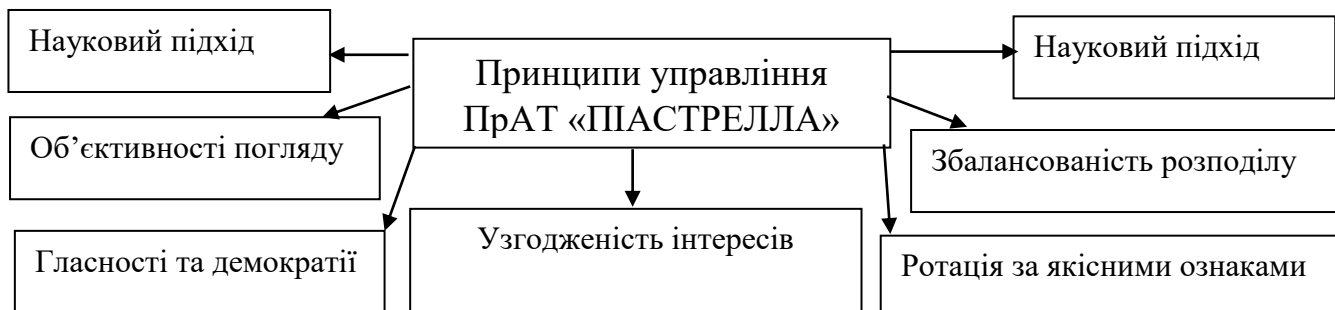 Науковий підхід
Принципи управління
ПрАТ «ПІАСТРЕЛЛА»
Науковий підхід
Об’єктивності погляду
Збалансованість розподілу
Гласності та демократії
Узгодженість інтересів
Ротація за якісними ознаками